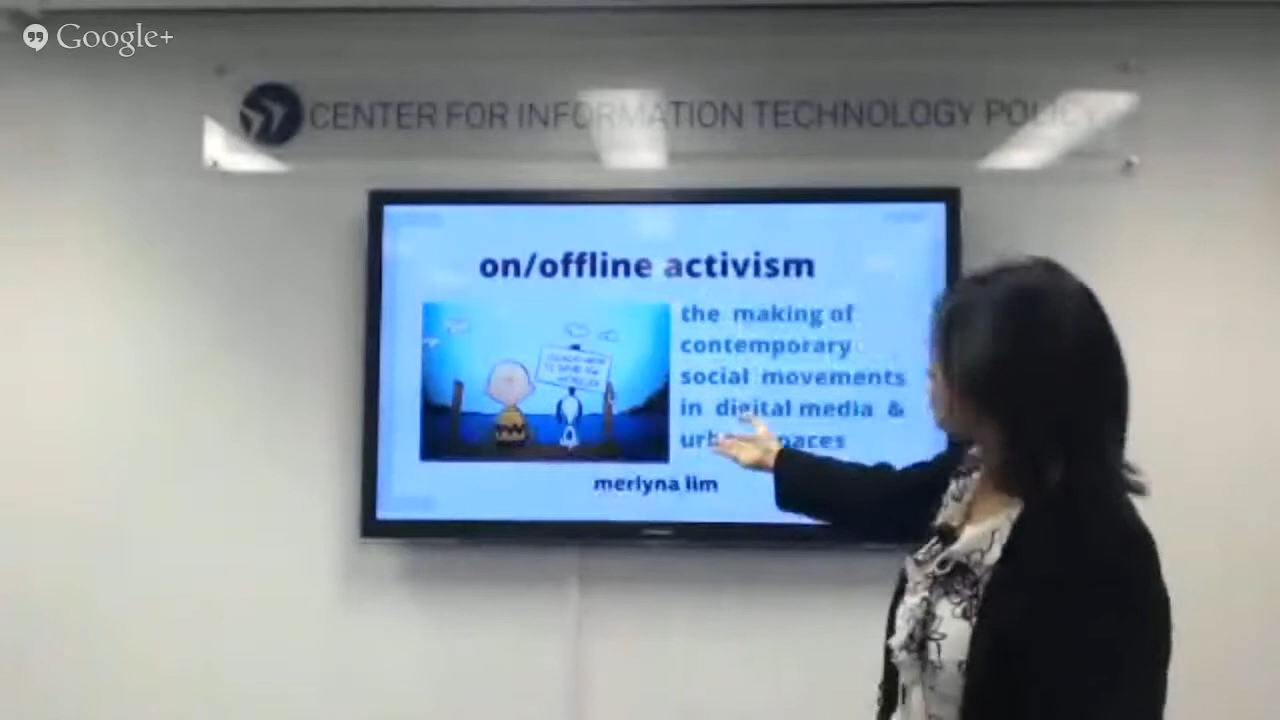 Google+
CENTER FOR INFORMATION TECHNOLOGY POLICY
on/offline activism
the making of
contemporary
social movements
in digital media &
merlyna lim